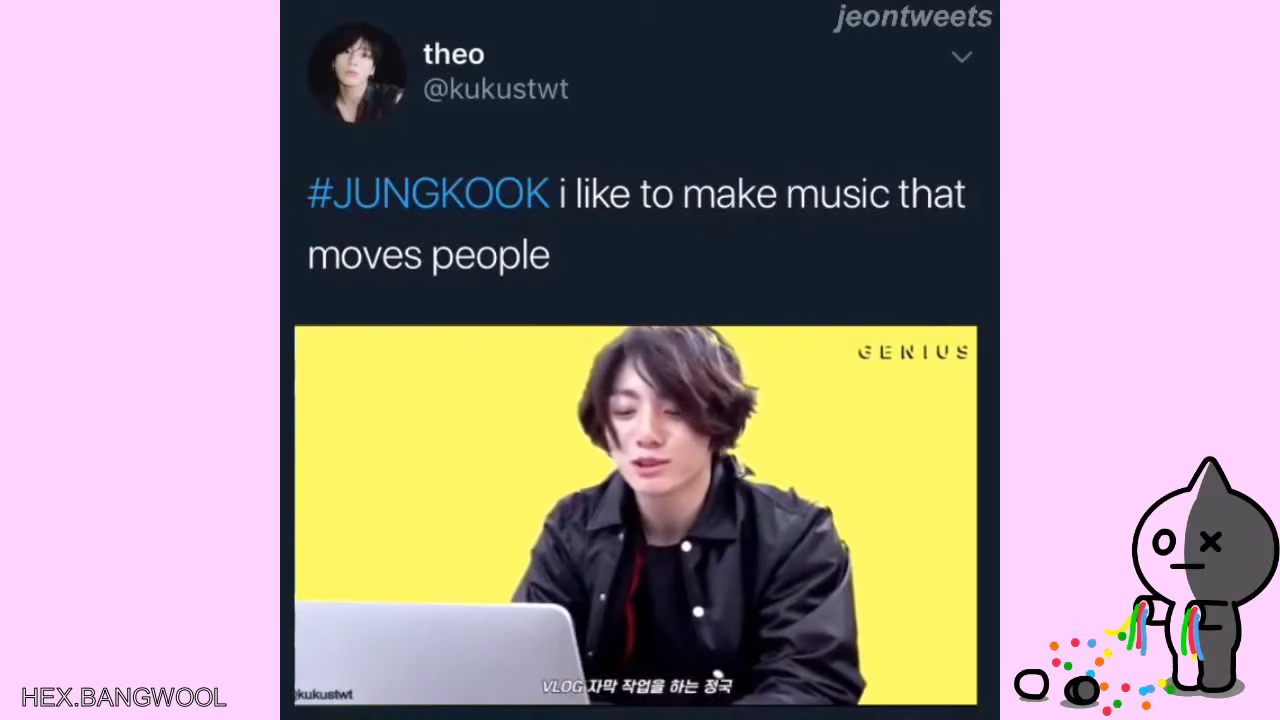 jeontweets
theo
@kukustwt
#JUNGKOOK i like to make music that
moves people
GENIUS
kukustwt
VLOG 자막 작업을 하는 정국
HEX.BANGWOOL